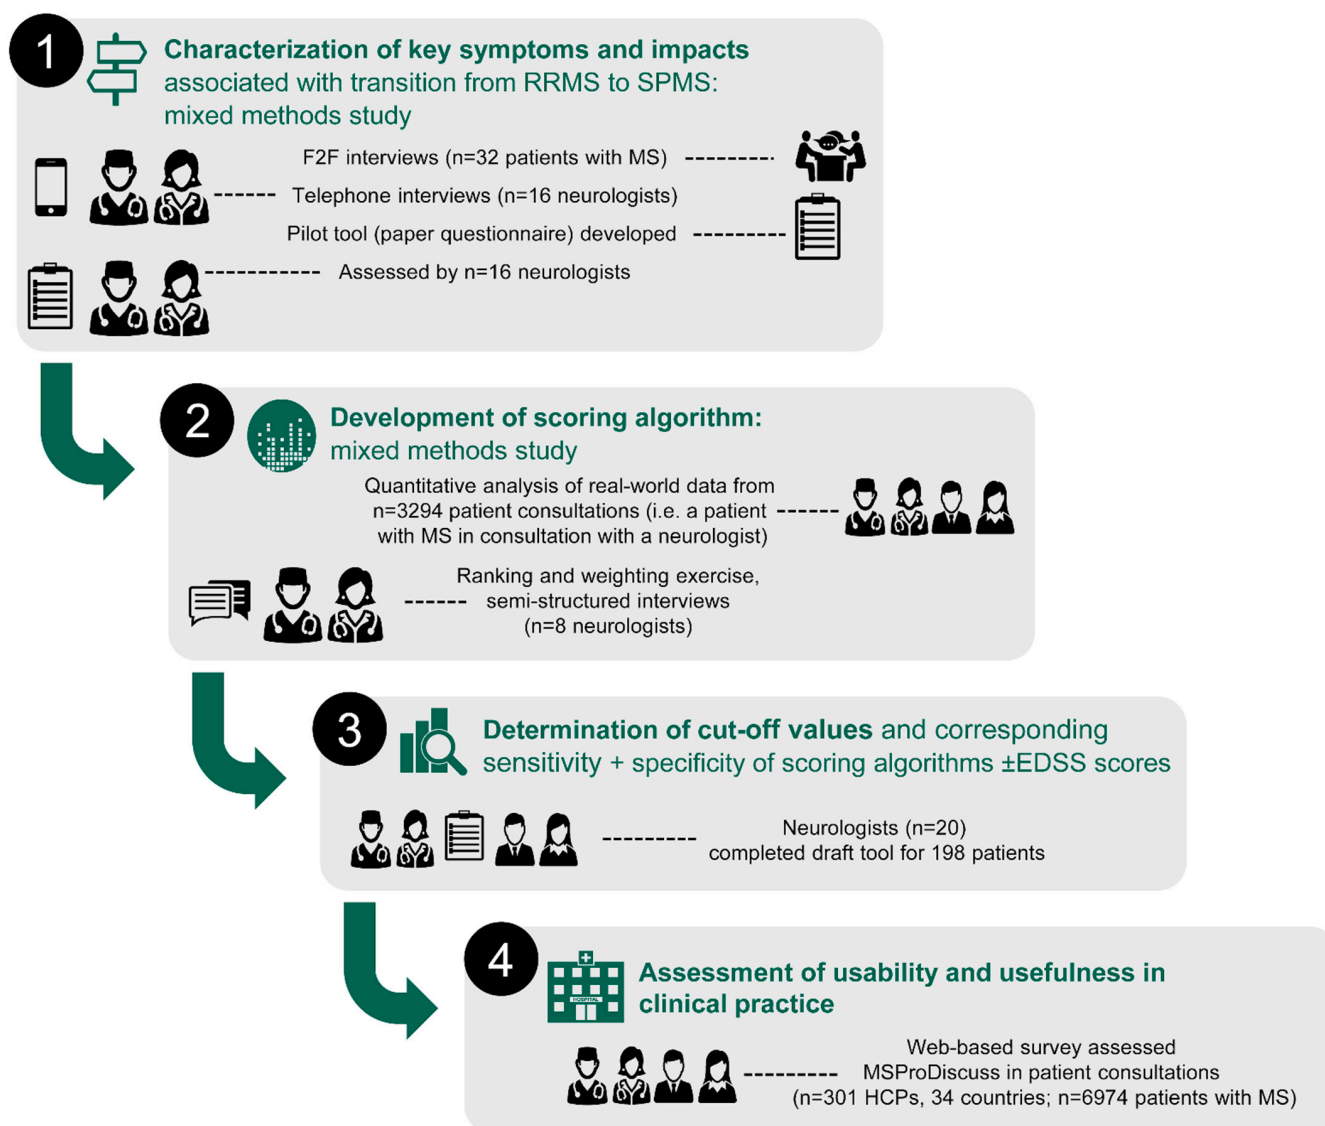 1
Characterization of key symptoms and impacts
associated with transition from RRMS to SPMS:
mixed methods study
F2F interviews (n=32 patients with MS)
Telephone interviews (n=16 neurologists)
Pilot tool (paper questionnaire) developed
Assessed by n=16 neurologists
2
Development of scoring algorithm:
mixed methods study
Quantitative analysis of real-world data from
n=3294 patient consultations (i.e. a patient
with MS in consultation with a neurologist)
Ranking and weighting exercise,
semi-structured interviews
(n=8 neurologists)
3
Determination of cut-off values and corresponding
sensitivity + specificity of scoring algorithms ±EDSS scores
Neurologists (n=20)
completed draft tool for 198 patients
4
HOSPITAL
Assessment of usability and usefulness in
clinical practice
Web-based survey assessed
MSProDiscuss in patient consultations
(n=301 HCPs, 34 countries; n=6974 patients with MS)